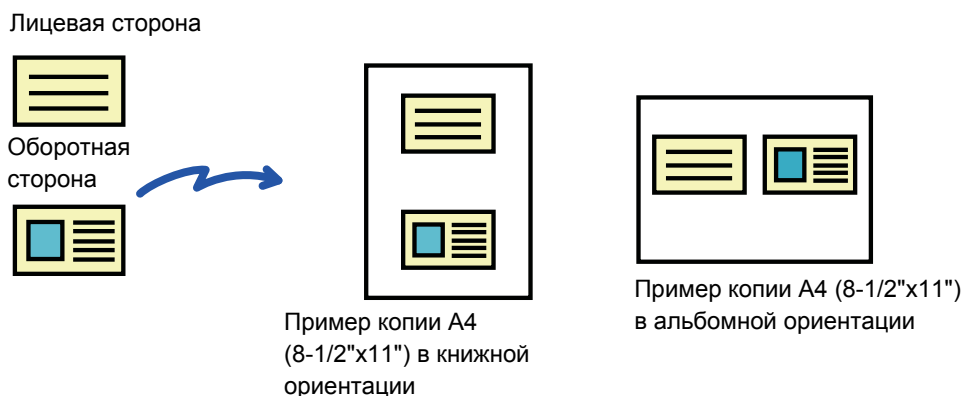 Лицевая сторона
Оборотная
сторона
Пример копии A4
(8-1/2"x11") в книжной
ориентации
Пример копии A4 (8-1/2"x11")
в альбомной ориентации